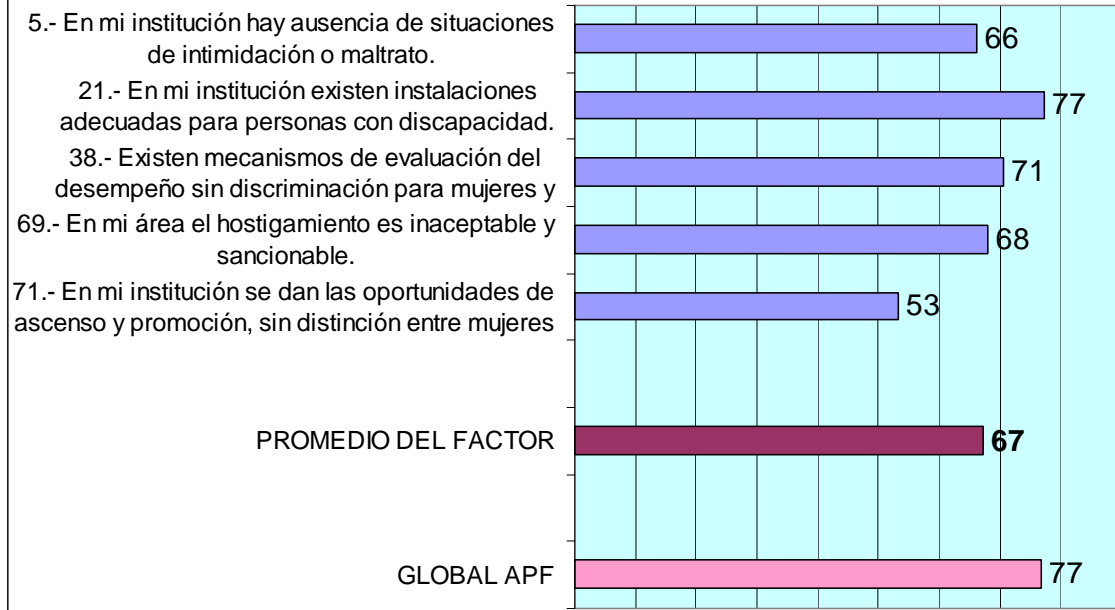 5.- En mi institución hay ausencia de situaciones
de intimidación o maltrato.
66
21.- En mi institución existen instalaciones
adecuadas para personas con discapacidad.
77
38.- Existen mecanismos de evaluación del
desempeño sin discriminación para mujeres y
71
69.- En mi área el hostigamiento es inaceptable y
sancionable.
68
71.- En mi institución se dan las oportunidades de
ascenso y promoción, sin distinción entre mujeres
53
PROMEDIO DEL FACTOR
67
GLOBAL APF
77